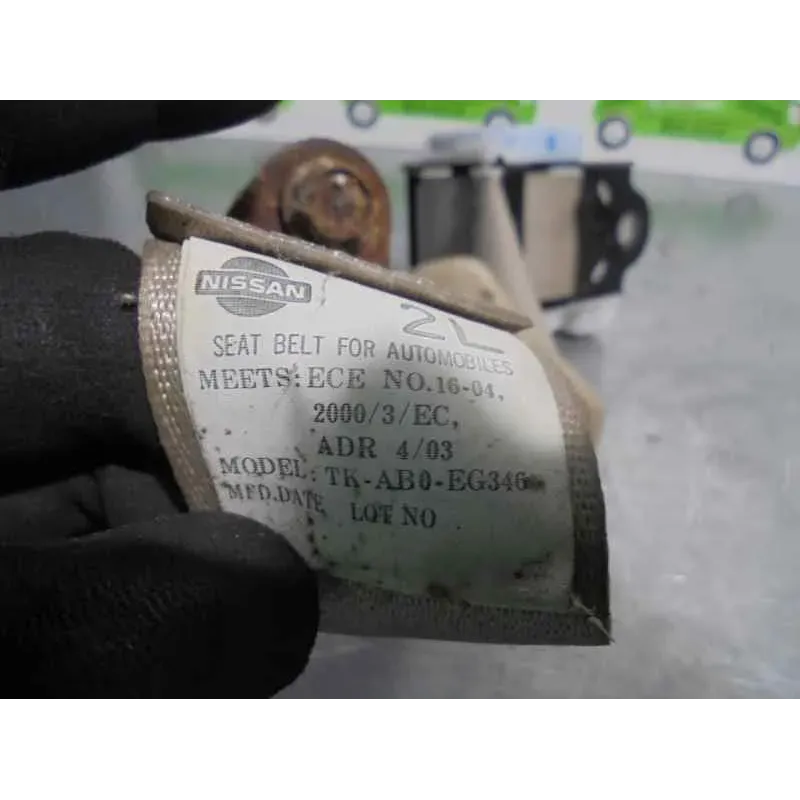 NISSAN
2L
SEAT BELT FOR AUTOMOBILES
MEETS: ECE NO.16-04,
2000/3/EC,
ADR 4/03
MODEL: TK-AB0-EG346
MFD.DATE LOT NO